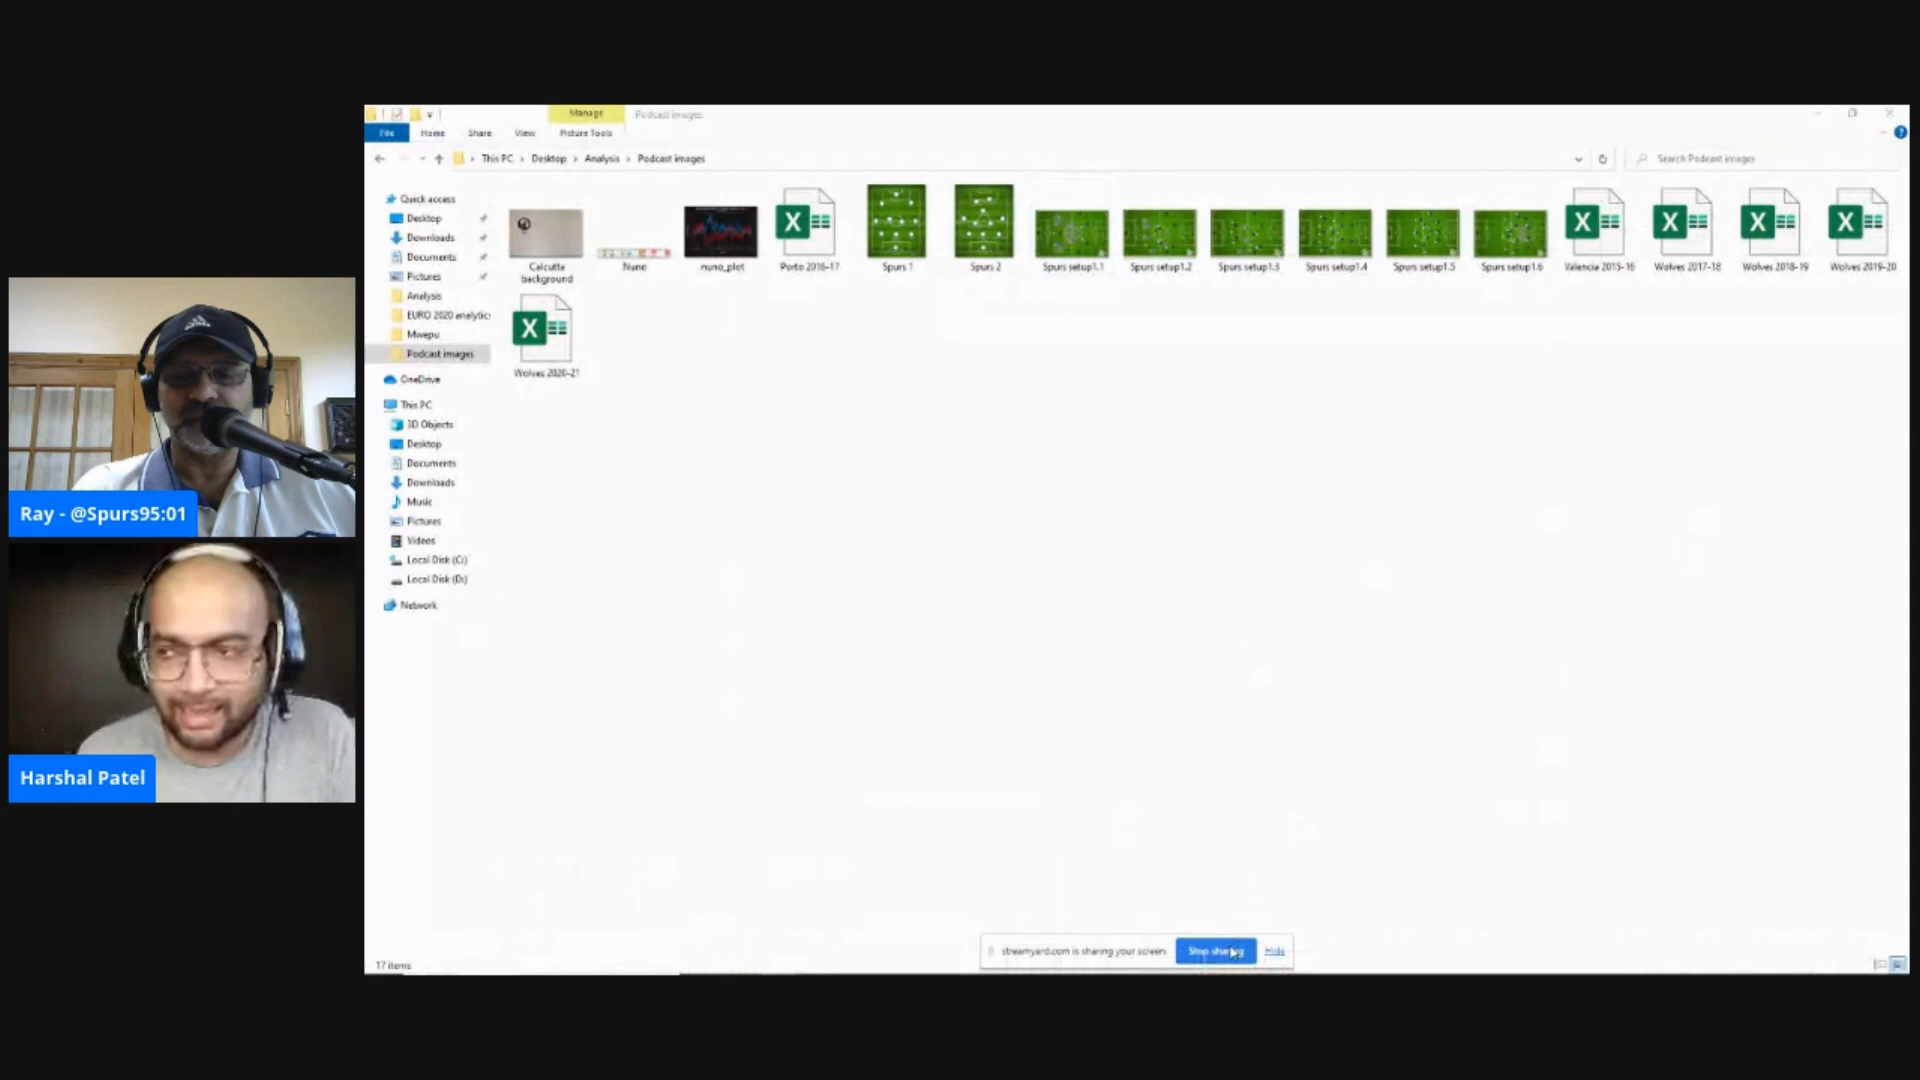 Manage
Podcast images
File
Home
Share
View
Picture Tools
This PC
Desktop
Analysis
Podcast images
Search Podcast images
Quick access
Desktop
Downloads
Documents
Pictures
Analysis
EURO 2020 analytics
Mwepu
Podcast images
OneDrive
This PC
3D Objects
Desktop
Documents
Downloads
Music
Pictures
Videos
Local Disk (C:)
Local Disk (D:)
Network
Calcutta
background
Nuno
nuno_plot
Porto 2016-17
Spurs 1
Spurs 2
Spurs setup1.1
Spurs setup1.2
Spurs setup1.3
Spurs setup1.4
Spurs setup1.5
Spurs setup1.6
Valencia 2015-16
Wolves 2017-18
Wolves 2018-19
Wolves 2019-20
Wolves 2020-21
17 items
streamyard.com is sharing your screen.
Stop sharing
Hide
Ray - @Spurs95:01
Harshal Patel